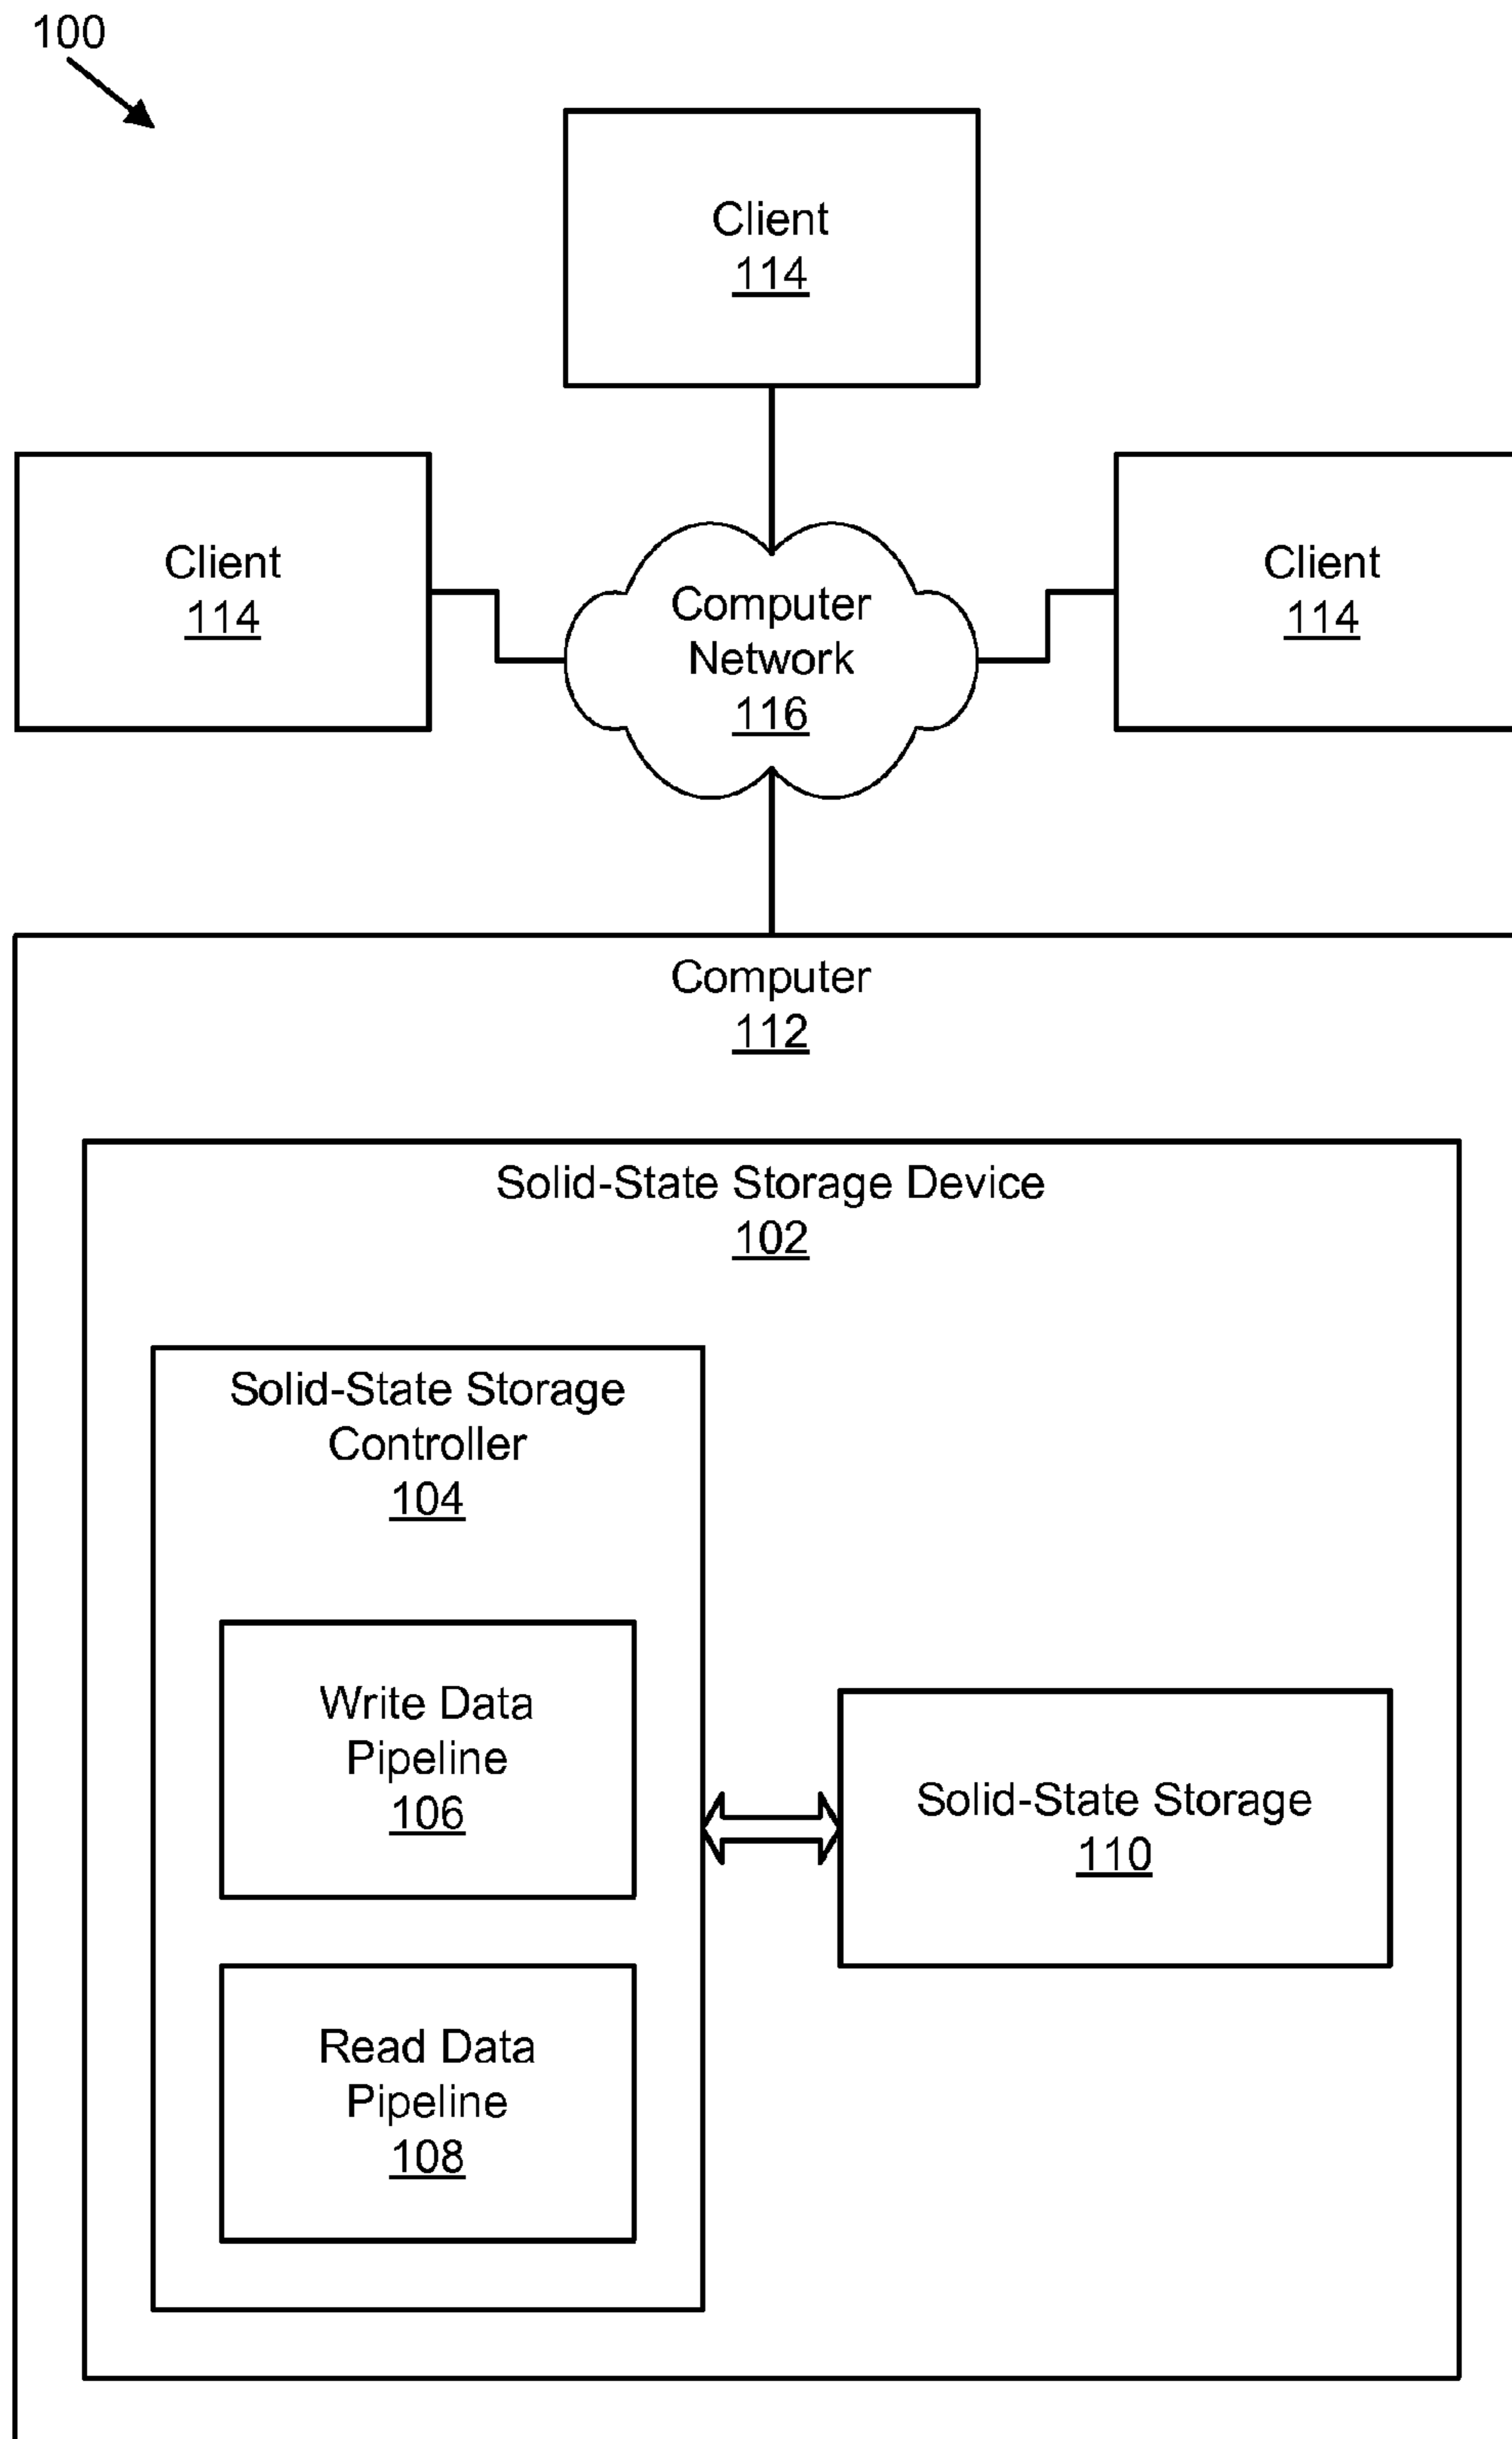 100
Client
114
Client
114
Client
114
Computer
Network
116
Computer
112
Solid-State Storage Device
102
Solid-State Storage
Controller
104
Write Data
Pipeline
106
Solid-State Storage
110
Read Data
Pipeline
108